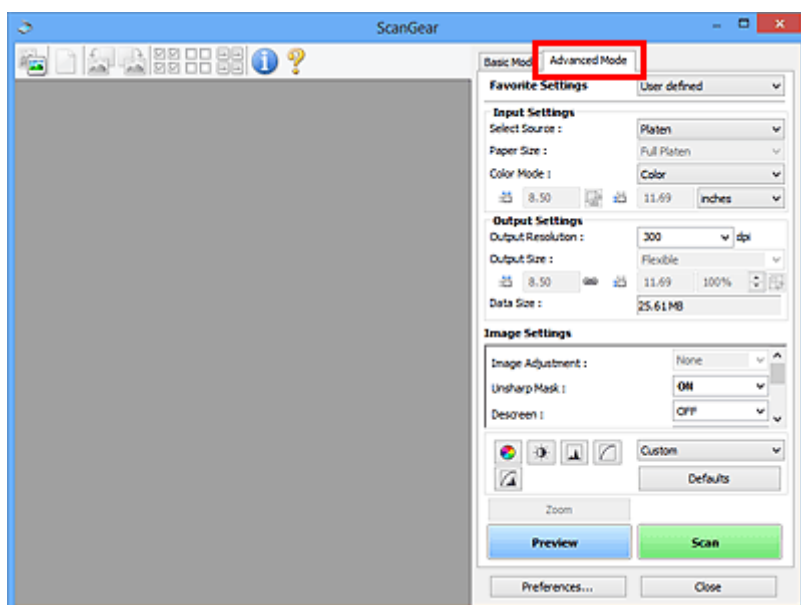 ScanGear
Basic Mode Advanced Mode
Favorite Settings User defined
Input Settings
Select Source : Platen
Paper Size : Full Platen
Color Mode : Color
8.50 11.69 inches
Output Settings
Output Resolution : 300 dpi
Output Size : Flexible
8.50 11.69 100%
Data Size : 25.61MB
Image Settings
Image Adjustment : None
Unsharp Mask : ON
Descreen : OFF
Custom
Defaults
Zoom
Preview Scan
Preferences... Close